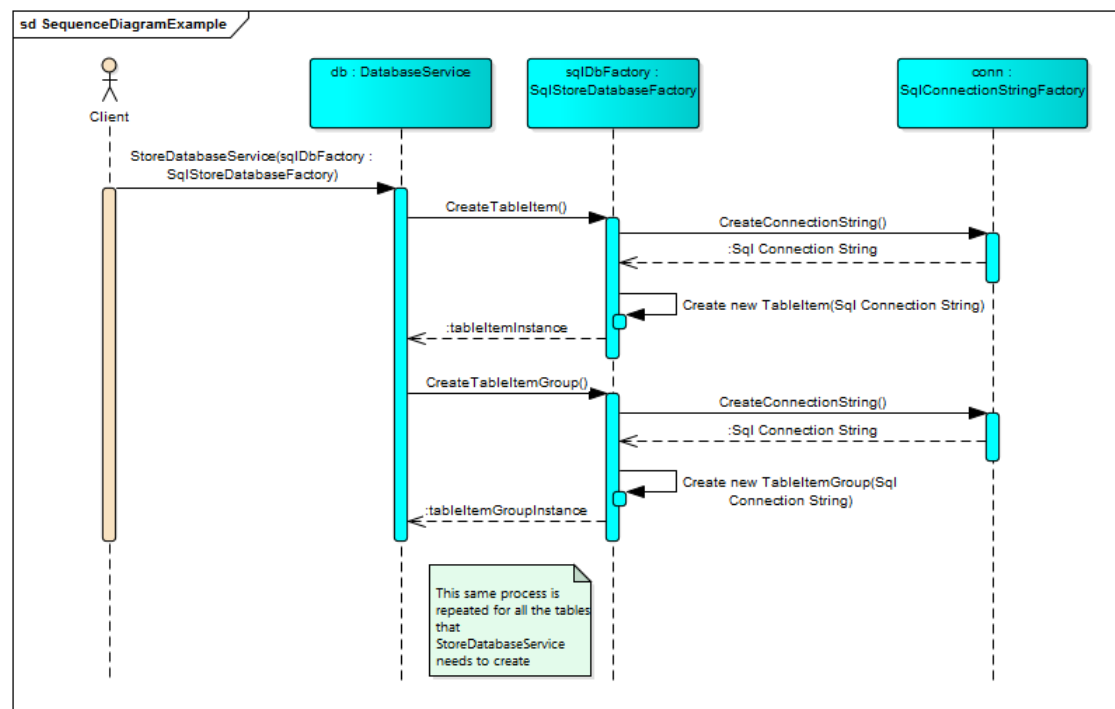 sd SequenceDiagramExample
Client
db : DatabaseService
sqlDbFactory :
SqlStoreDatabaseFactory
conn :
SqlConnectionStringFactory
StoreDatabaseService(sqlDbFactory :
SqlStoreDatabaseFactory)
CreateTableItem()
CreateConnectionString()
:Sql Connection String
Create new TableItem(Sql Connection String)
:tableItemInstance
CreateTableItemGroup()
CreateConnectionString()
:Sql Connection String
Create new TableItemGroup(Sql
Connection String)
:tableItemGroupInstance
This same process is
repeated for all the tables
that
StoreDatabaseService
needs to create